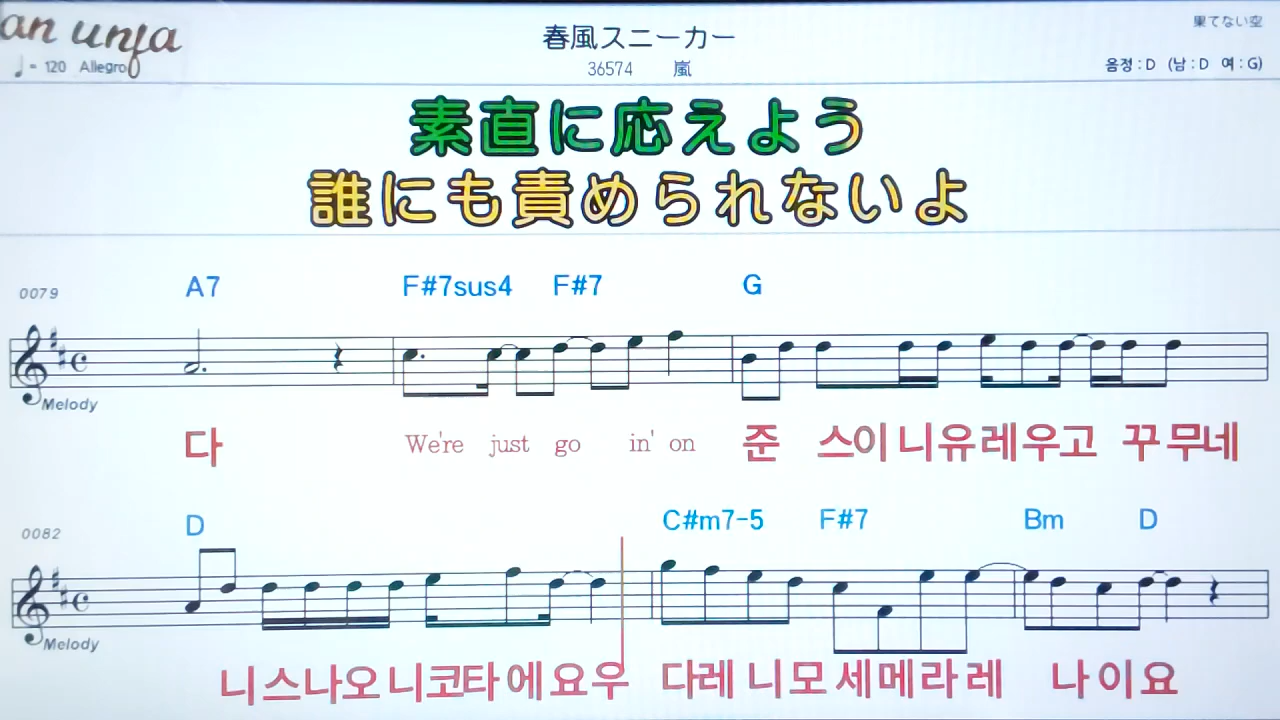 an unja
春風スニーカー
果てない空
♩= 120 Allegro
36574 嵐
음정 : D (남 : D 여 : G)
素直に応えよう
誰にも責められないよ
0079 A7 F#7sus4 F#7 G
Melody
다 We're just go in' on 준 스이니유레우고 꾸무네
0082 D C#m7-5 F#7 Bm D
Melody
니스나오니코타에요우 다레니모세메라레 나이요